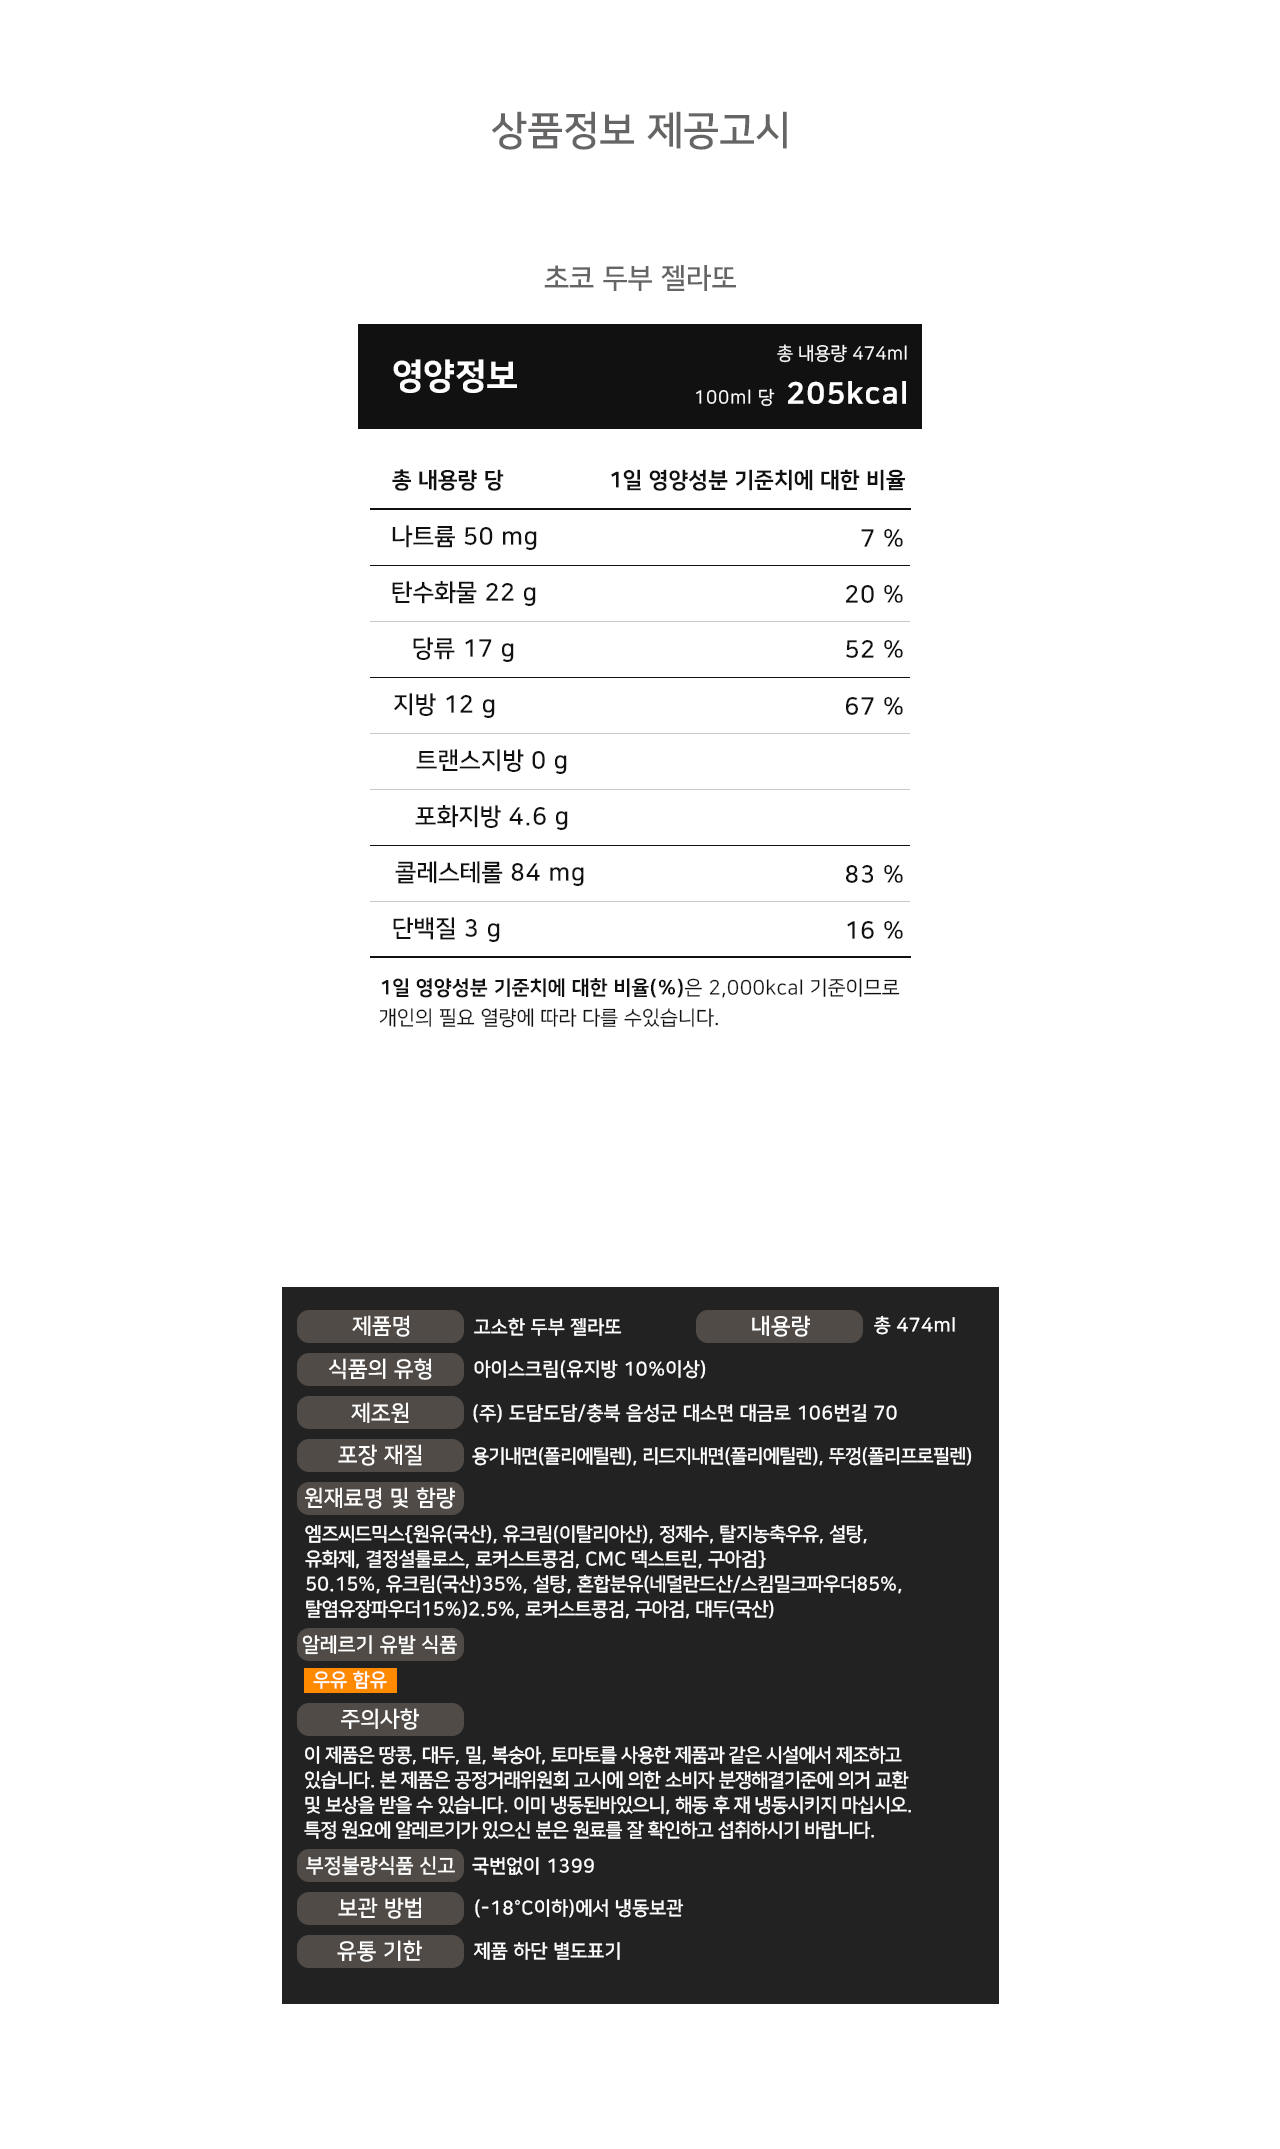 상품정보 제공고시
초코 두부 젤라또
영양정보
총 내용량 474ml
100ml 당 205kcal
총 내용량 당 1일 영양성분 기준치에 대한 비율
나트륨 50 mg 7 %
탄수화물 22 g 20 %
당류 17 g 52 %
지방 12 g 67 %
트랜스지방 0 g
포화지방 4.6 g
콜레스테롤 84 mg 83 %
단백질 3 g 16 %
1일 영양성분 기준치에 대한 비율(%)은 2,000kcal 기준이므로
개인의 필요 열량에 따라 다를 수있습니다.
제품명 고소한 두부 젤라또 내용량 총 474ml
식품의 유형 아이스크림(유지방 10%이상)
제조원 (주) 도담도담/충북 음성군 대소면 대금로 106번길 70
포장 재질 용기내면(폴리에틸렌), 리드지내면(폴리에틸렌), 뚜껑(폴리프로필렌)
원재료명 및 함량
엠즈씨드믹스{원유(국산), 유크림(이탈리아산), 정제수, 탈지농축우유, 설탕,
유화제, 결정설룰로스, 로커스트콩검, CMC 덱스트린, 구아검}
50.15%, 유크림(국산)35%, 설탕, 혼합분유(네덜란드산/스킴밀크파우더85%,
탈염유장파우더15%)2.5%, 로커스트콩검, 구아검, 대두(국산)
알레르기 유발 식품
우유 함유
주의사항
이 제품은 땅콩, 대두, 밀, 복숭아, 토마토를 사용한 제품과 같은 시설에서 제조하고
있습니다. 본 제품은 공정거래위원회 고시에 의한 소비자 분쟁해결기준에 의거 교환
및 보상을 받을 수 있습니다. 이미 냉동된바있으니, 해동 후 재 냉동시키지 마십시오.
특정 원요에 알레르기가 있으신 분은 원료를 잘 확인하고 섭취하시기 바랍니다.
부정불량식품 신고 국번없이 1399
보관 방법 (-18°C이하)에서 냉동보관
유통 기한 제품 하단 별도표기